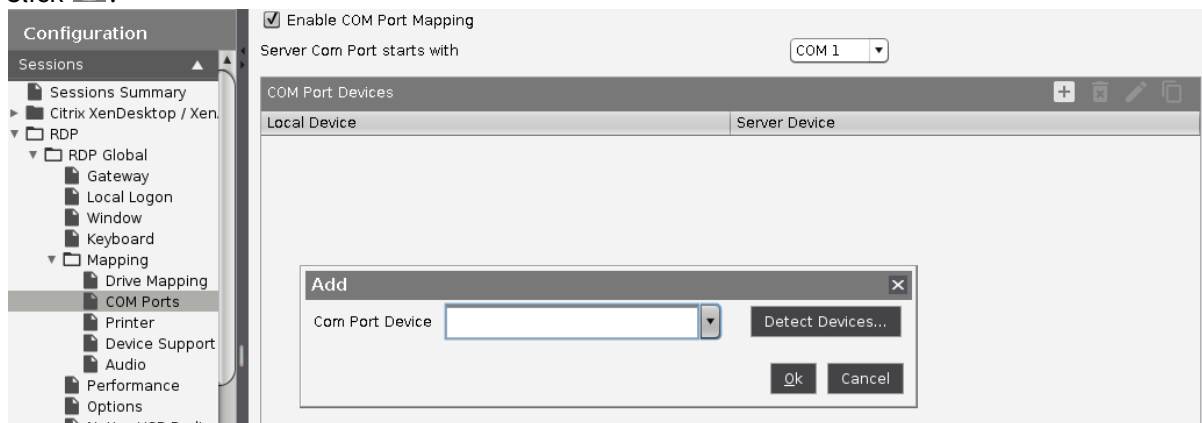 Configuration
Sessions
Sessions Summary
Citrix XenDesktop / Xen
RDP
RDP Global
Gateway
Local Logon
Window
Keyboard
Mapping
Drive Mapping
COM Ports
Printer
Device Support
Audio
Performance
Options
Enable COM Port Mapping
Server Com Port starts with COM 1
COM Port Devices
Local Device Server Device
Add
Com Port Device Detect Devices...
Ok Cancel